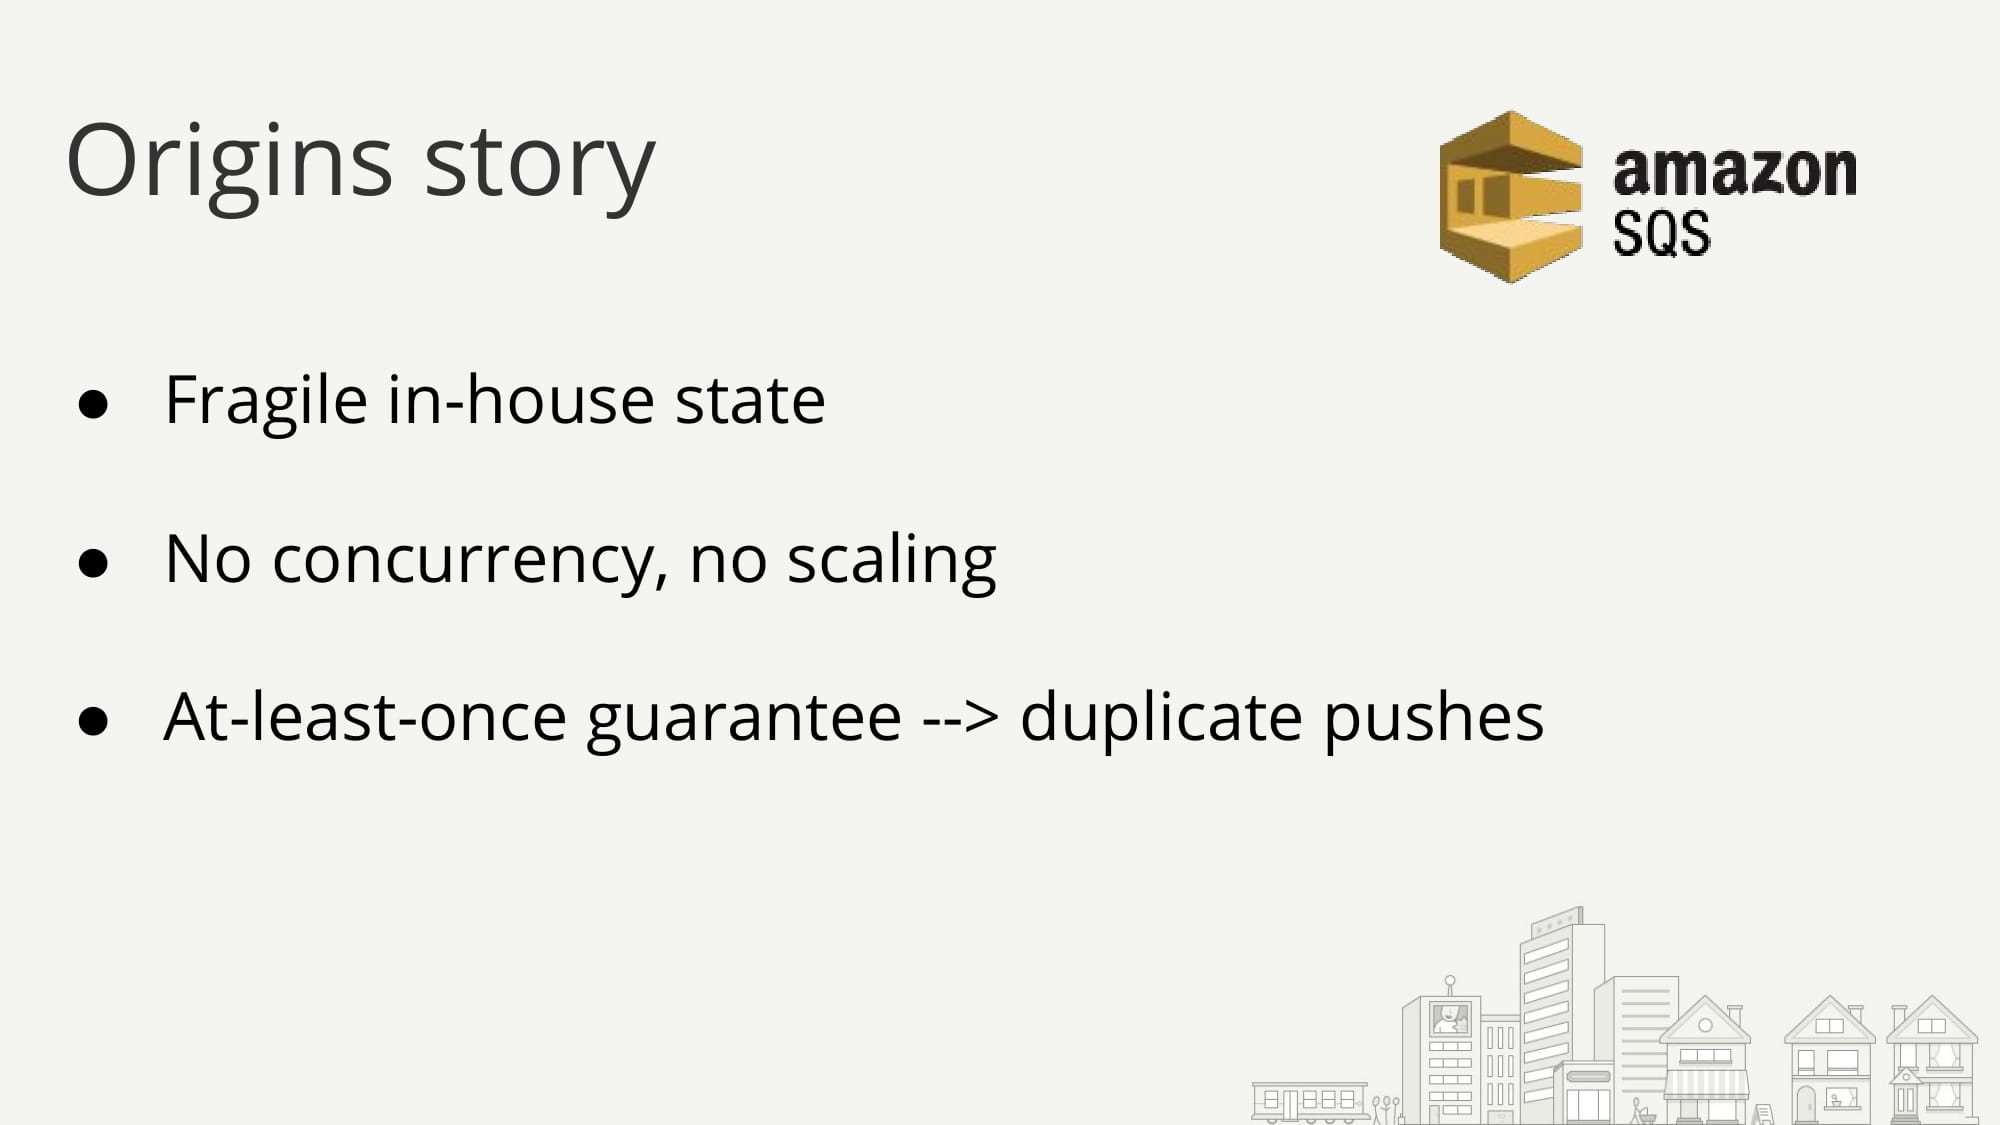 Origins story
amazon
SQS
● Fragile in-house state
● No concurrency, no scaling
● At-least-once guarantee --> duplicate pushes